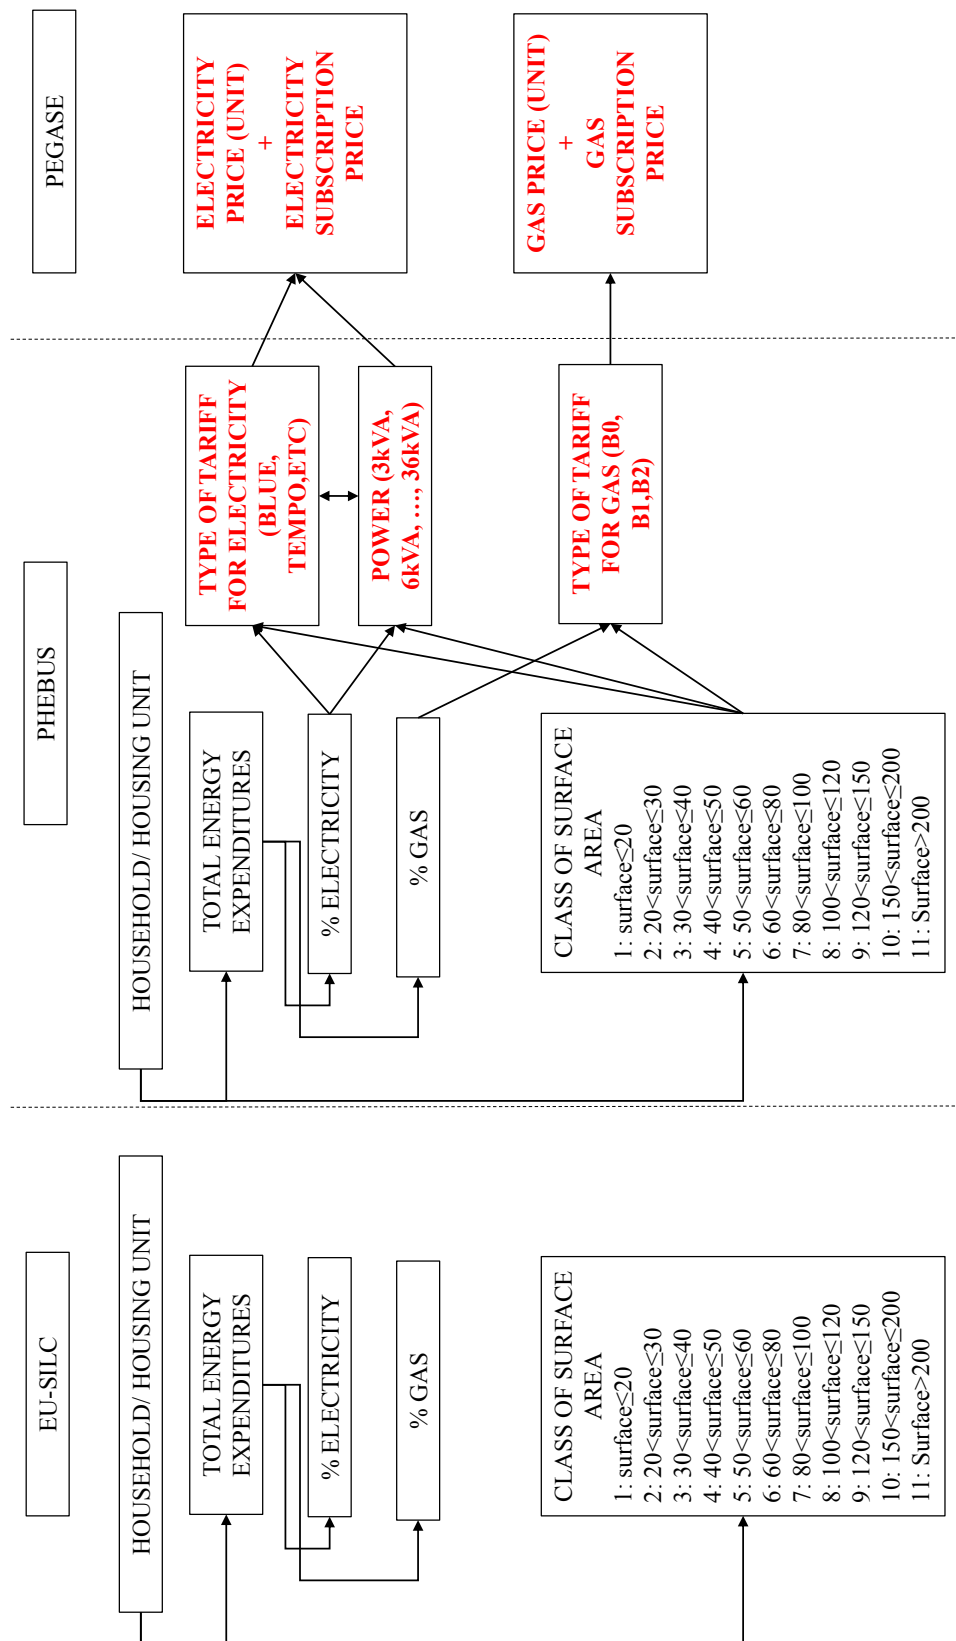 EU-SILC
HOUSEHOLD/ HOUSING UNIT
TOTAL ENERGY
EXPENDITURES
% ELECTRICITY
% GAS
CLASS OF SURFACE
AREA
1: surface≤20
2: 20<surface≤30
3: 30<surface≤40
4: 40<surface≤50
5: 50<surface≤60
6: 60<surface≤80
7: 80<surface≤100
8: 100<surface≤120
9: 120<surface≤150
10: 150<surface≤200
11: Surface>200
PHEBUS
HOUSEHOLD/ HOUSING UNIT
TOTAL ENERGY
EXPENDITURES
% ELECTRICITY
% GAS
CLASS OF SURFACE
AREA
1: surface≤20
2: 20<surface≤30
3: 30<surface≤40
4: 40<surface≤50
5: 50<surface≤60
6: 60<surface≤80
7: 80<surface≤100
8: 100<surface≤120
9: 120<surface≤150
10: 150<surface≤200
11: Surface>200
TYPE OF TARIFF
FOR ELECTRICITY
(BLUE,
TEMPO,ETC)
POWER (3kVA,
6kVA, …, 36kVA)
TYPE OF TARIFF
FOR GAS (B0,
B1,B2)
PEGASE
ELECTRICITY
PRICE (UNIT)
+
ELECTRICITY
SUBSCRIPTION
PRICE
GAS PRICE (UNIT)
+
GAS
SUBSCRIPTION
PRICE